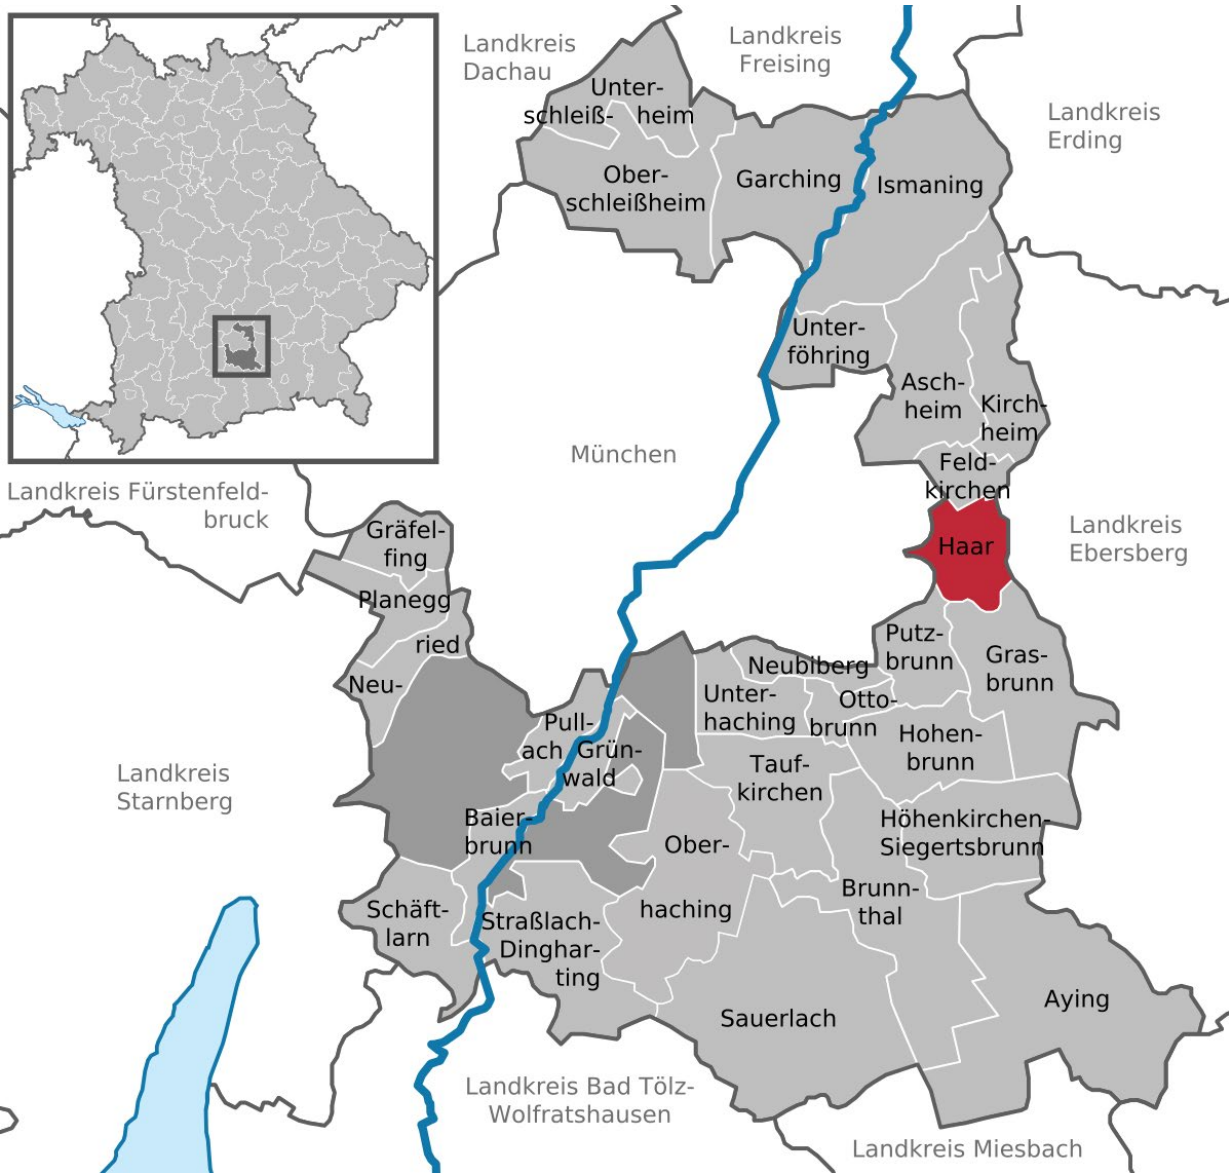 Landkreis
Dachau
Landkreis
Freising
Landkreis
Erding
Unter-
schleiß- heim
Ober-
schleißheim
Garching
Ismaning
Unter-
föhring
Asch-
heim
Kirch-
heim
Feld-
kirchen
München
Landkreis Fürstenfeld-
bruck
Gräfel-
fing
Planegg
ried
Neu-
Haar
Landkreis
Ebersberg
Putz-
brunn
Gras-
brunn
Neubiberg
Unter-
haching
Otto-
brunn
Hohen-
brunn
Pull-
ach
Grün-
wald
Tauf-
kirchen
Landkreis
Starnberg
Baier-
brunn
Höhenkirchen-
Siegertsbrunn
Ober-
haching
Brunn-
thal
Schäft-
larn
Straßlach-
Dinghar-
ting
Sauerlach
Aying
Landkreis Bad Tölz-
Wolfratshausen
Landkreis Miesbach